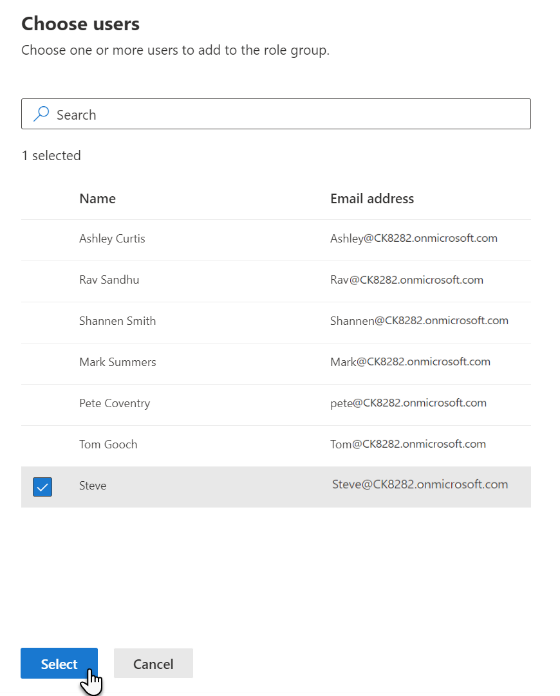 Choose users
Choose one or more users to add to the role group.
Search
1 selected
Name Email address
Ashley Curtis Ashley@CK8282.onmicrosoft.com
Rav Sandhu Rav@CK8282.onmicrosoft.com
Shannen Smith Shannen@CK8282.onmicrosoft.com
Mark Summers Mark@CK8282.onmicrosoft.com
Pete Coventry pete@CK8282.onmicrosoft.com
Tom Gooch Tom@CK8282.onmicrosoft.com
Steve Steve@CK8282.onmicrosoft.com
Select Cancel